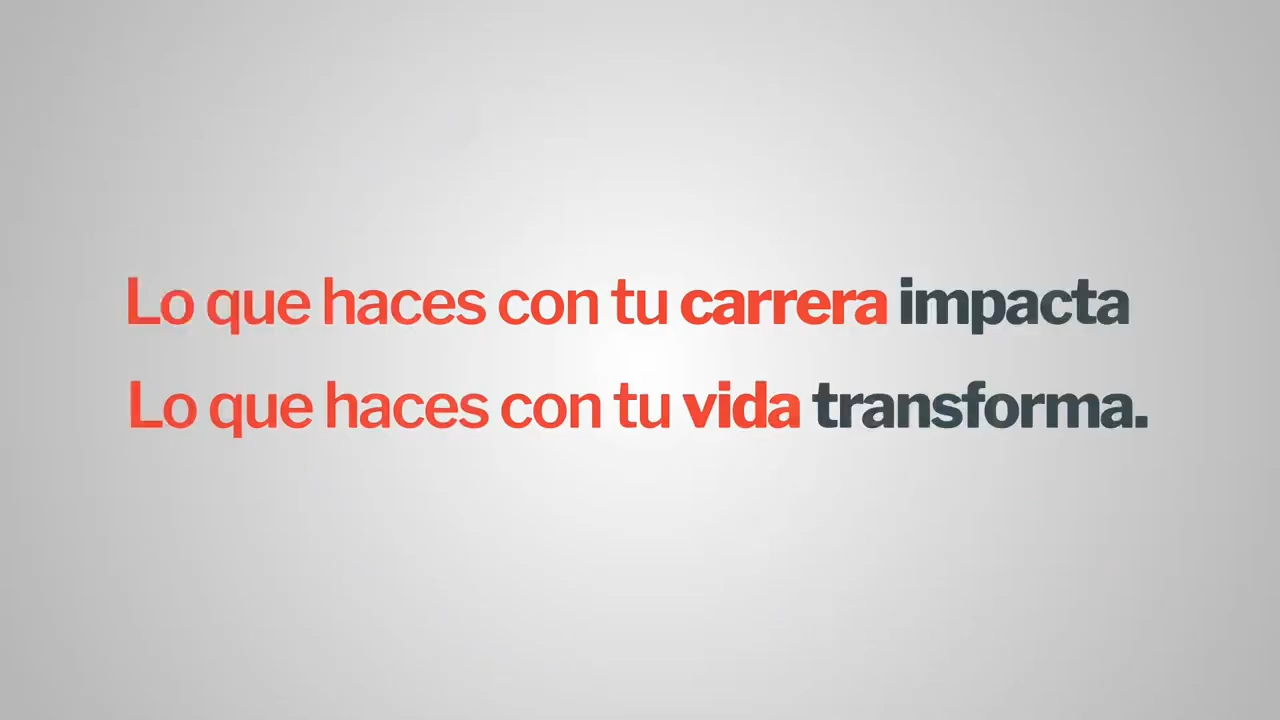 Lo que haces con tu carrera impacta
Lo que haces con tu vida transforma.